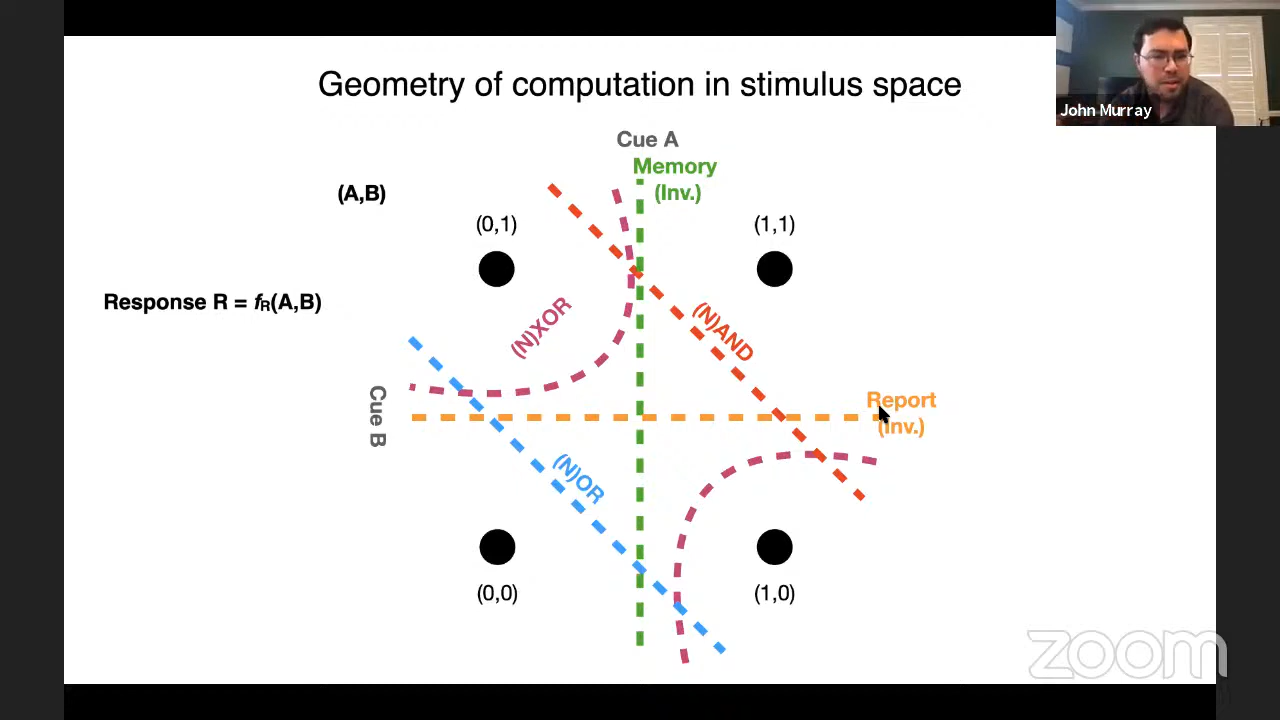 Geometry of computation in stimulus space
John Murray
Cue A
Memory
(Inv.)
(A,B)
(0,1)
(1,1)
Response R = fR(A,B)
(N)XOR
(N)AND
Cue B
Report
(Inv.)
(N)OR
(0,0)
(1,0)
zoom